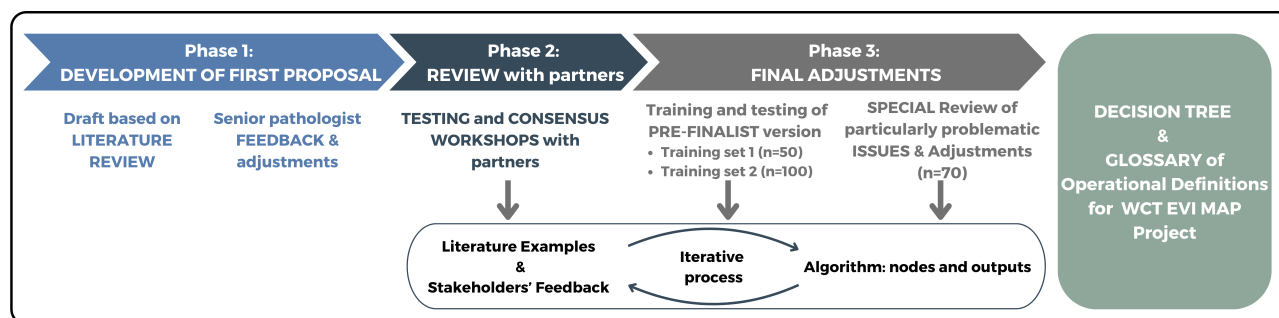 Phase 1:
DEVELOPMENT OF FIRST PROPOSAL
Phase 2:
REVIEW with partners
Phase 3:
FINAL ADJUSTMENTS
Draft based on
LITERATURE
REVIEW
Senior pathologist
FEEDBACK &
adjustments
TESTING and CONSENSUS
WORKSHOPS with
partners
Training and testing of
PRE-FINALIST version
• Training set 1 (n=50)
• Training set 2 (n=100)
SPECIAL Review of
particularly problematic
ISSUES & Adjustments
(n=70)
Literature Examples
&
Stakeholders' Feedback
Iterative
process
Algorithm: nodes and outputs
DECISION TREE
&
GLOSSARY of
Operational Definitions
for WCT EVI MAP
Project